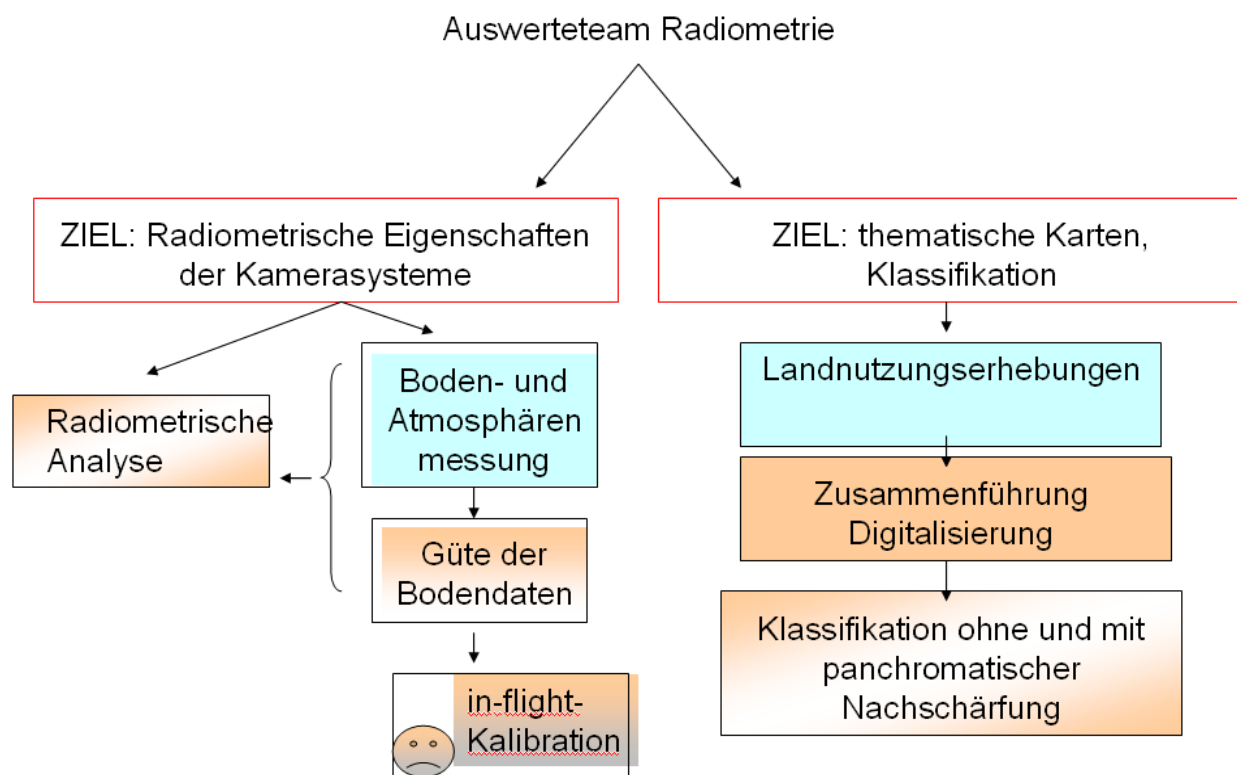 Auswerteteam Radiometrie
ZIEL: Radiometrische Eigenschaften
der Kamerasysteme
ZIEL: thematische Karten,
Klassifikation
Radiometrische
Analyse
Boden- und
Atmosphären
messung
Güte der
Bodendaten
in-flight-
Kalibration
Landnutzungserhebungen
Zusammenführung
Digitalisierung
Klassifikation ohne und mit
panchromatischer
Nachschärfung